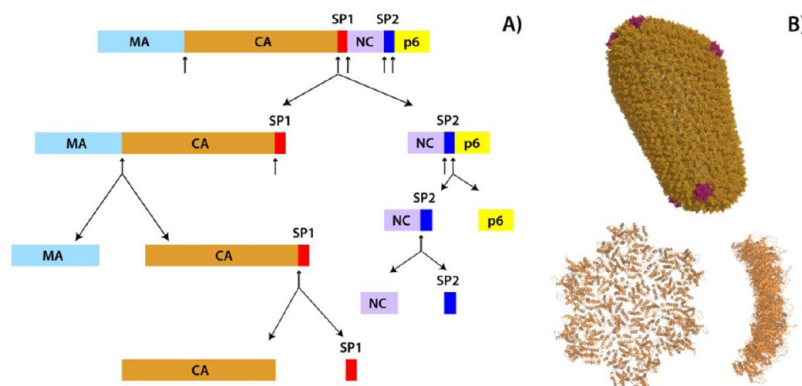 SP1 SP2 A) B)
MA CA NC p6
SP1 SP2
MA CA NC p6
SP2
SP1 NC p6
MA CA
SP2
NC
SP1
CA